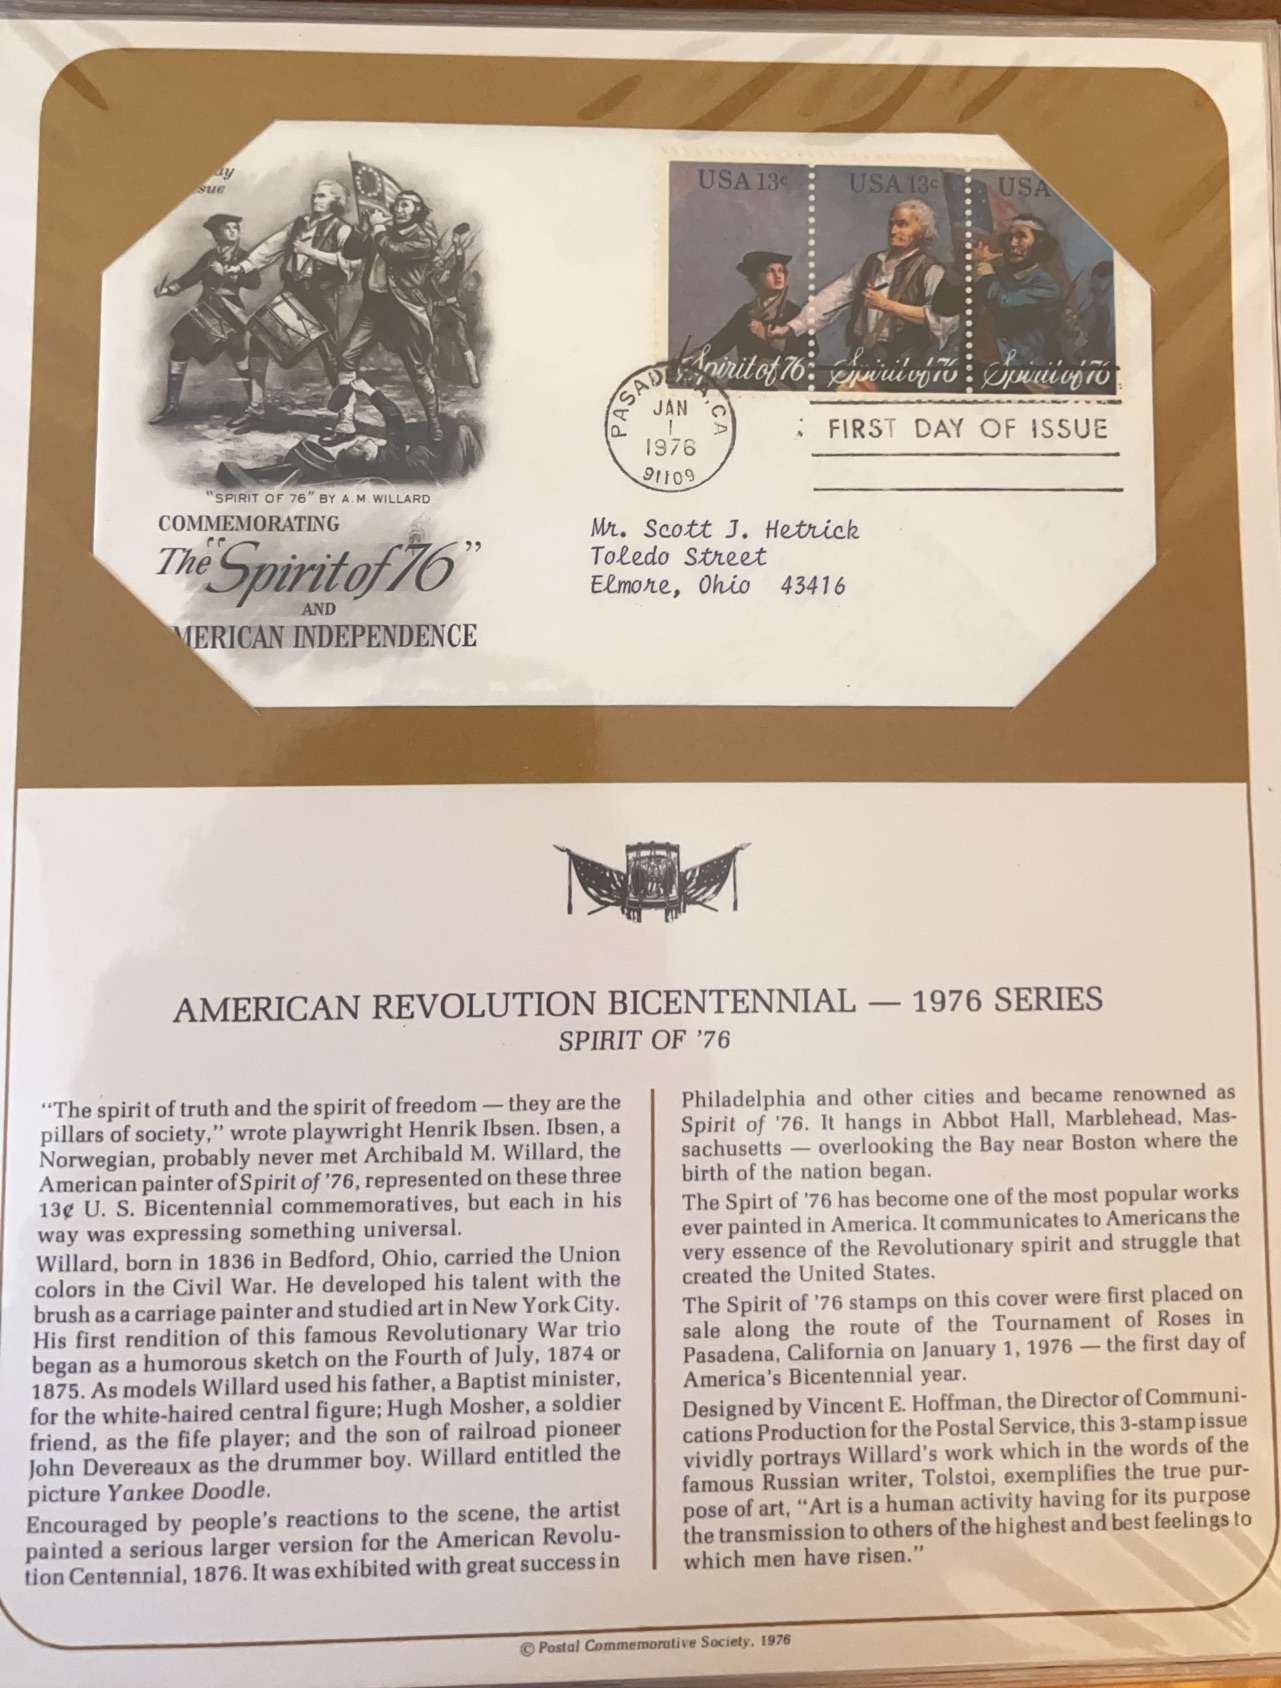 USA 13¢ USA 13¢ USA
Spirit of 76 Spirit of 76 Spirit of 76
PASADENA, CA
JAN
1
1976
91109
FIRST DAY OF ISSUE
"SPIRIT OF 76" BY A.M. WILLARD
COMMEMORATING
The "Spirit of 76"
AND
MERICAN INDEPENDENCE
Mr. Scott J. Hetrick
Toledo Street
Elmore, Ohio 43416
AMERICAN REVOLUTION BICENTENNIAL — 1976 SERIES
SPIRIT OF '76
"The spirit of truth and the spirit of freedom — they are the
pillars of society," wrote playwright Henrik Ibsen. Ibsen, a
Norwegian, probably never met Archibald M. Willard, the
American painter of Spirit of '76, represented on these three
13¢ U. S. Bicentennial commemoratives, but each in his
way was expressing something universal.
Willard, born in 1836 in Bedford, Ohio, carried the Union
colors in the Civil War. He developed his talent with the
brush as a carriage painter and studied art in New York City.
His first rendition of this famous Revolutionary War trio
began as a humorous sketch on the Fourth of July, 1874 or
1875. As models Willard used his father, a Baptist minister,
for the white-haired central figure; Hugh Mosher, a soldier
friend, as the fife player; and the son of railroad pioneer
John Devereaux as the drummer boy. Willard entitled the
picture Yankee Doodle.
Encouraged by people's reactions to the scene, the artist
painted a serious larger version for the American Revolu-
tion Centennial, 1876. It was exhibited with great success in
Philadelphia and other cities and became renowned as
Spirit of '76. It hangs in Abbot Hall, Marblehead, Mas-
sachusetts — overlooking the Bay near Boston where the
birth of the nation began.
The Spirt of '76 has become one of the most popular works
ever painted in America. It communicates to Americans the
very essence of the Revolutionary spirit and struggle that
created the United States.
The Spirit of '76 stamps on this cover were first placed on
sale along the route of the Tournament of Roses in
Pasadena, California on January 1, 1976 — the first day of
America's Bicentennial year.
Designed by Vincent E. Hoffman, the Director of Communi-
cations Production for the Postal Service, this 3-stamp issue
vividly portrays Willard's work which in the words of the
famous Russian writer, Tolstoi, exemplifies the true pur-
pose of art, "Art is a human activity having for its purpose
the transmission to others of the highest and best feelings to
which men have risen."
© Postal Commemorative Society, 1976